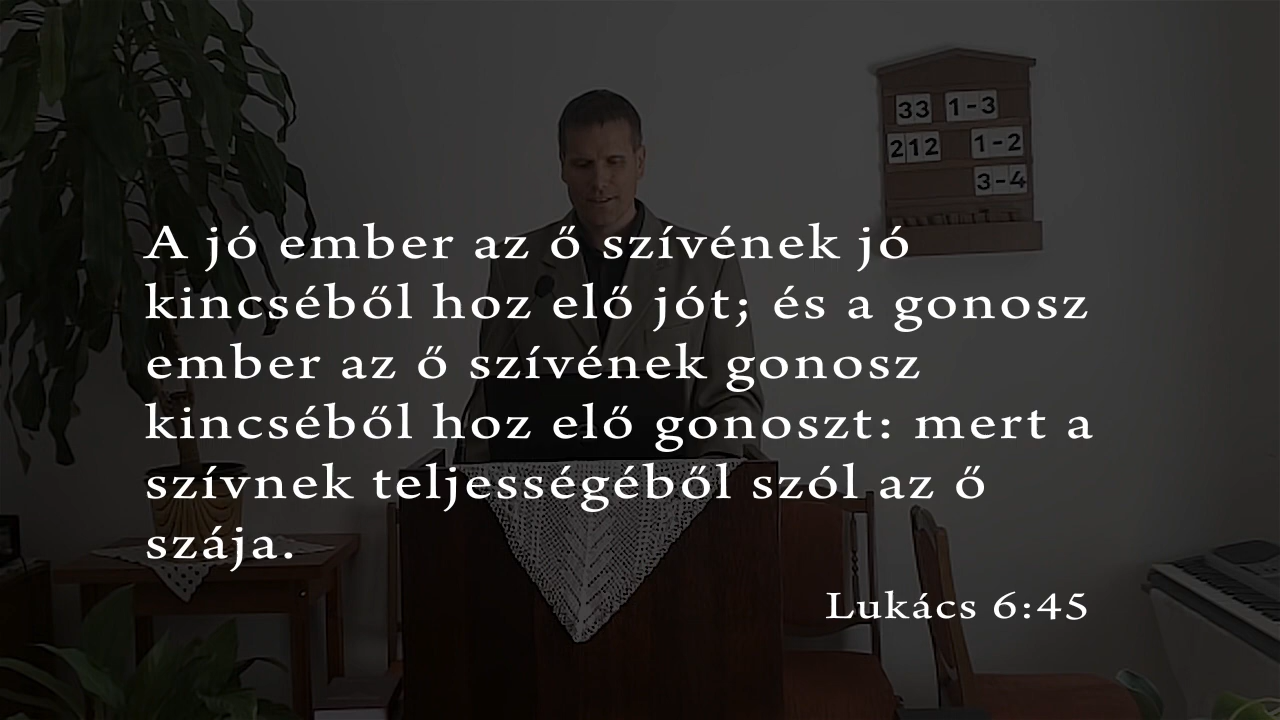 33 1-3
212 1-2
3-4
A jó ember az ő szívének jó
kincséből hoz elő jót; és a gonosz
ember az ő szívének gonosz
kincséből hoz elő gonoszt: mert a
szívnek teljességéből szól az ő
szája.
Lukács 6:45